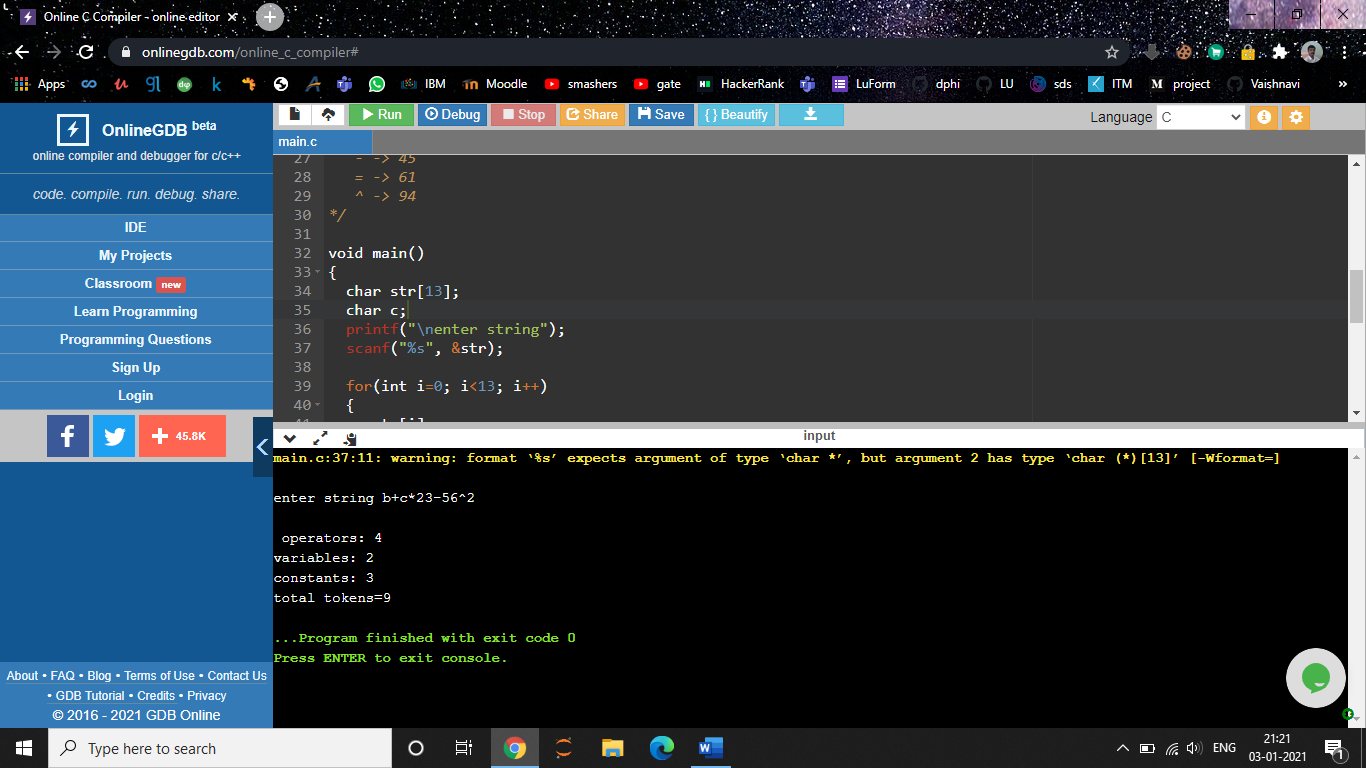 Online C Compiler - online editor
onlinegdb.com/online_c_compiler#
Apps IBM Moodle smashers gate HackerRank LuForm dphi LU sds ITM project Vaishnavi »
OnlineGDB beta
online compiler and debugger for c/c++
code. compile. run. debug. share.
IDE
My Projects
Classroom new
Learn Programming
Programming Questions
Sign Up
Login
45.8K
About • FAQ • Blog • Terms of Use • Contact Us
• GDB Tutorial • Credits • Privacy
© 2016 - 2021 GDB Online
Run Debug Stop Share Save { } Beautify
Language C
main.c
27 - -> 45
28 = -> 61
29 ^ -> 94
30 */
31
32 void main()
33 {
34 char str[13];
35 char c;
36 printf("\nenter string");
37 scanf("%s", &str);
38
39 for(int i=0; i<13; i++)
40 {
input
main.c:37:11: warning: format ‘%s’ expects argument of type ‘char *’, but argument 2 has type ‘char (*)[13]’ [-Wformat=]
enter string b+c*23-56^2
operators: 4
variables: 2
constants: 3
total tokens=9
...Program finished with exit code 0
Press ENTER to exit console.
Type here to search
ENG
21:21
03-01-2021
1